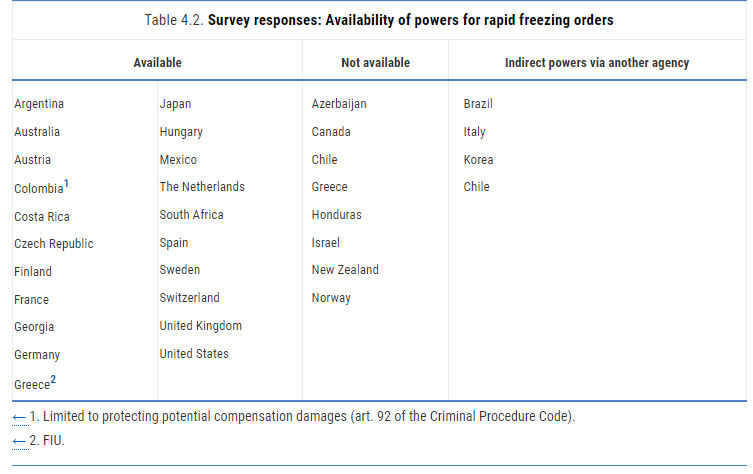 Table 4.2. Survey responses: Availability of powers for rapid freezing orders
Available Not available Indirect powers via another agency
Argentina Japan Azerbaijan Brazil
Australia Hungary Canada Italy
Austria Mexico Chile Korea
Colombia1 The Netherlands Greece Chile
Costa Rica South Africa Honduras
Czech Republic Spain Israel
Finland Sweden New Zealand
France Switzerland Norway
Georgia United Kingdom
Germany United States
Greece2
← 1. Limited to protecting potential compensation damages (art. 92 of the Criminal Procedure Code).
← 2. FIU.